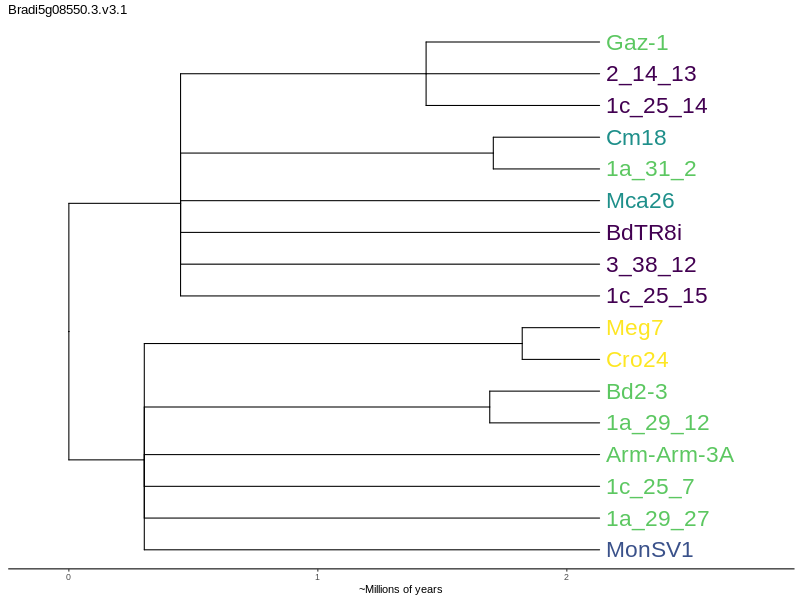 Bradi5g08550.3.v3.1
Gaz-1
2_14_13
1c_25_14
Cm18
1a_31_2
Mca26
BdTR8i
3_38_12
1c_25_15
Meg7
Cro24
Bd2-3
1a_29_12
Arm-Arm-3A
1c_25_7
1a_29_27
MonSV1
0 1 2
~Millions of years